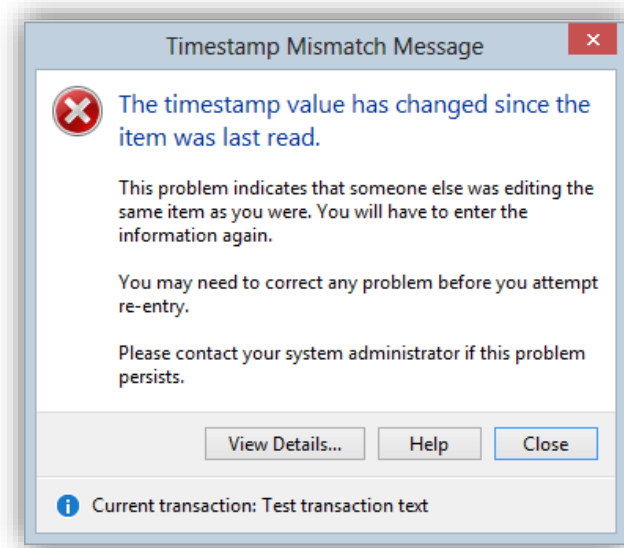 Timestamp Mismatch Message
The timestamp value has changed since the
item was last read.
This problem indicates that someone else was editing the
same item as you were. You will have to enter the
information again.
You may need to correct any problem before you attempt
re-entry.
Please contact your system administrator if this problem
persists.
View Details... Help Close
Current transaction: Test transaction text